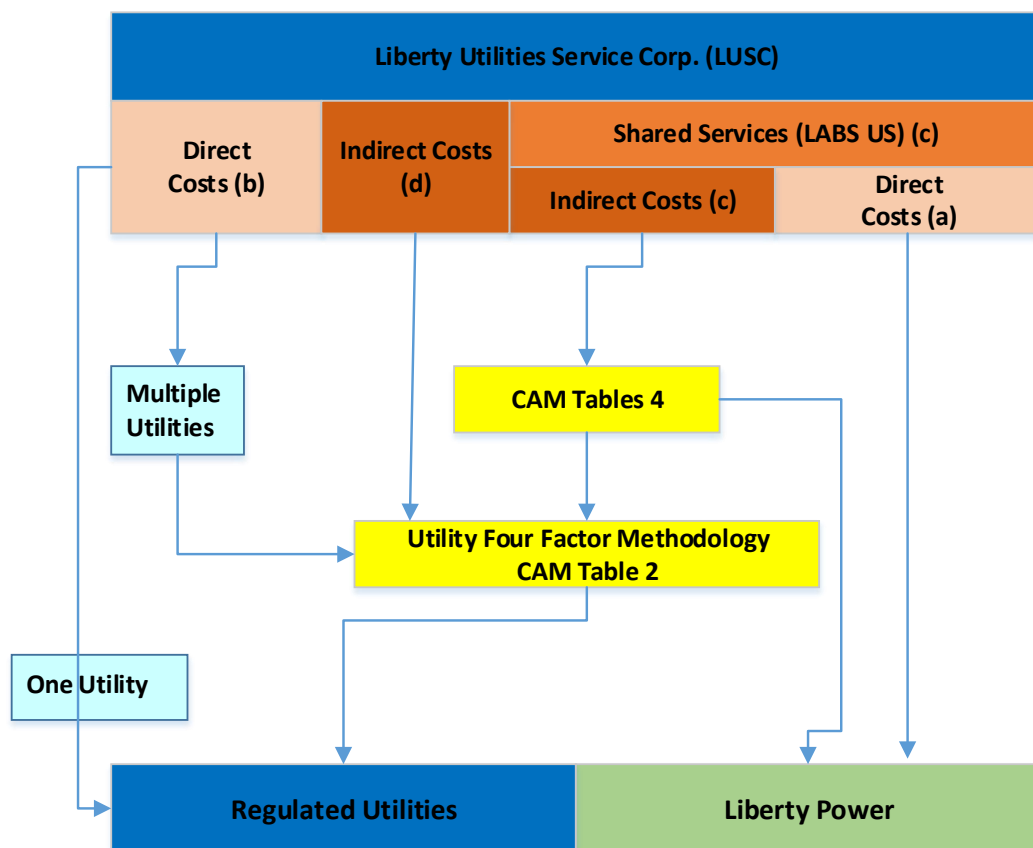 Liberty Utilities Service Corp. (LUSC)
Direct
Costs (b)
Indirect Costs
(d)
Shared Services (LABS US) (c)
Indirect Costs (c)
Direct
Costs (a)
Multiple
Utilities
CAM Tables 4
Utility Four Factor Methodology
CAM Table 2
One Utility
Regulated Utilities
Liberty Power